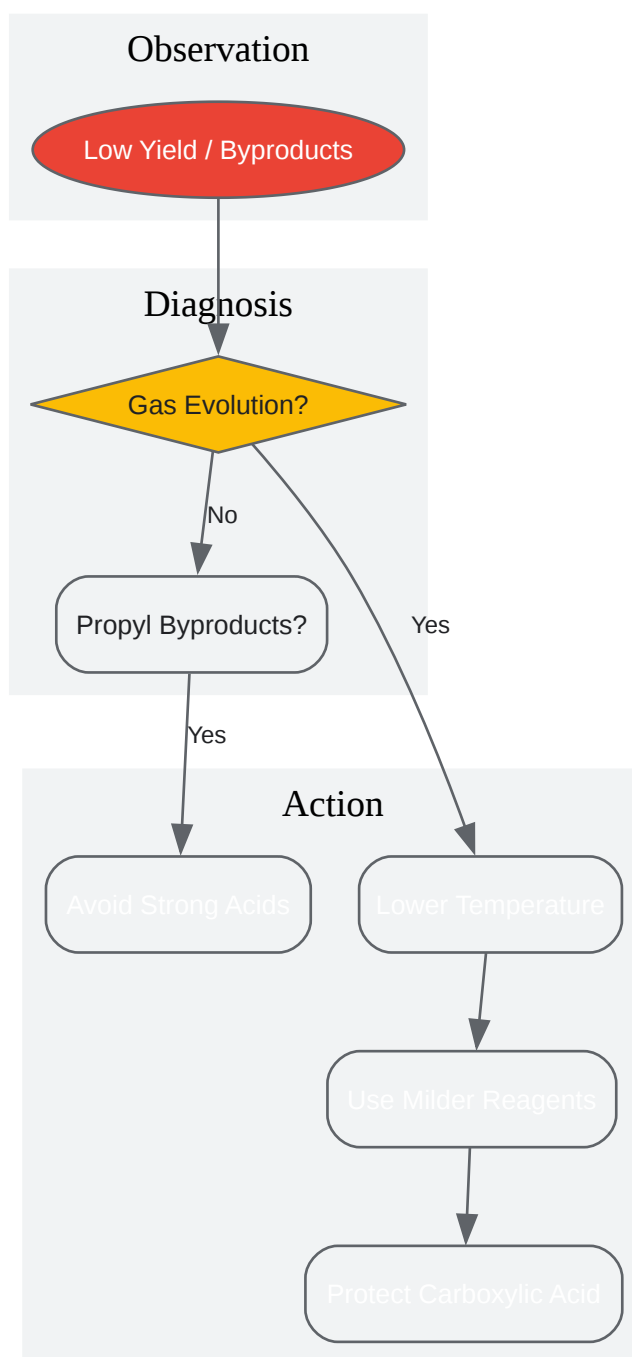 Observation
Low Yield / Byproducts
Diagnosis
Gas Evolution?
No
Propyl Byproducts?
Yes
Yes
Action
Avoid Strong Acids
Lower Temperature
Use Milder Reagents
Protect Carboxylic Acid